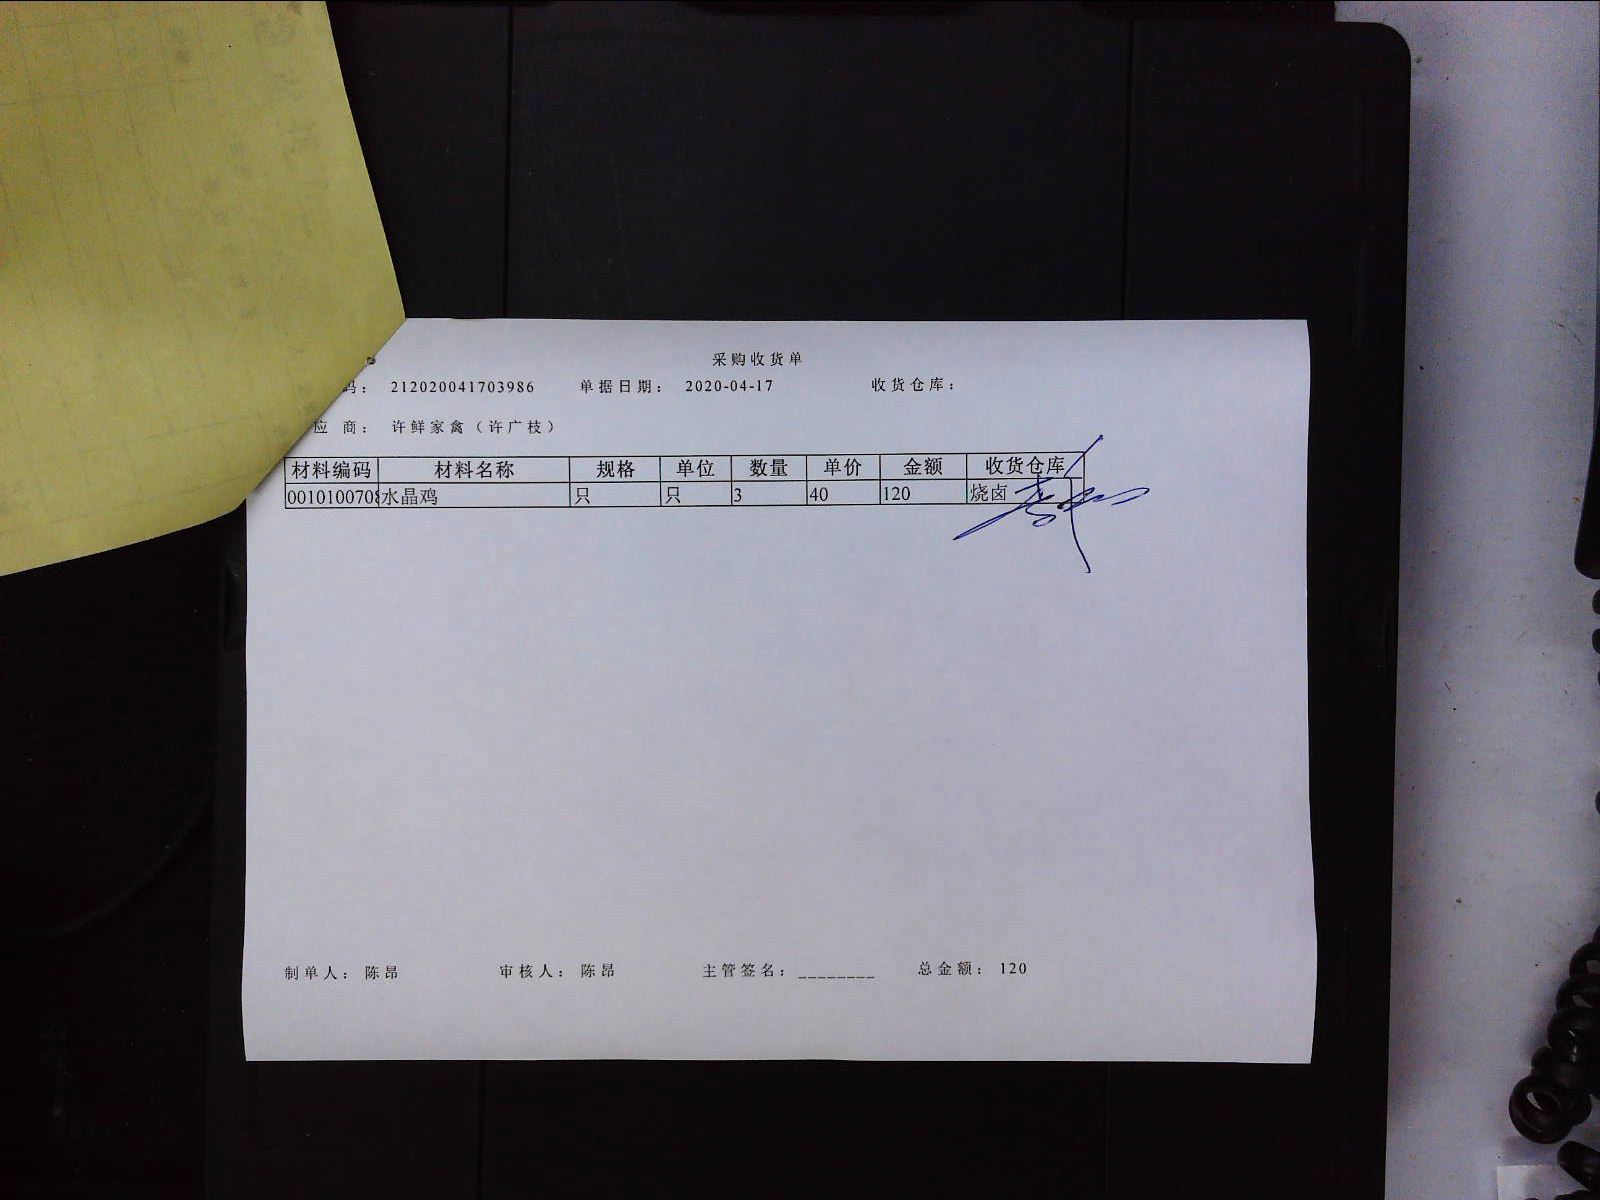 采购收货单
码： 212020041703986 单据日期： 2020-04-17 收货仓库：
应 商： 许鲜家禽（许广枝）
材料编码 材料名称 规格 单位 数量 单价 金额 收货仓库
0010100708 水晶鸡 只 只 3 40 120 烧卤
制单人： 陈昂 审核人： 陈昂 主管签名：________ 总金额： 120